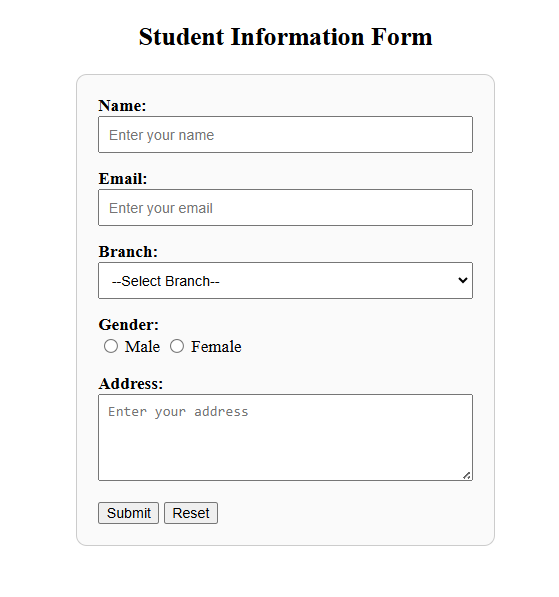 Student Information Form
Name:
Enter your name
Email:
Enter your email
Branch:
--Select Branch--
Gender:
Male Female
Address:
Enter your address
Submit Reset